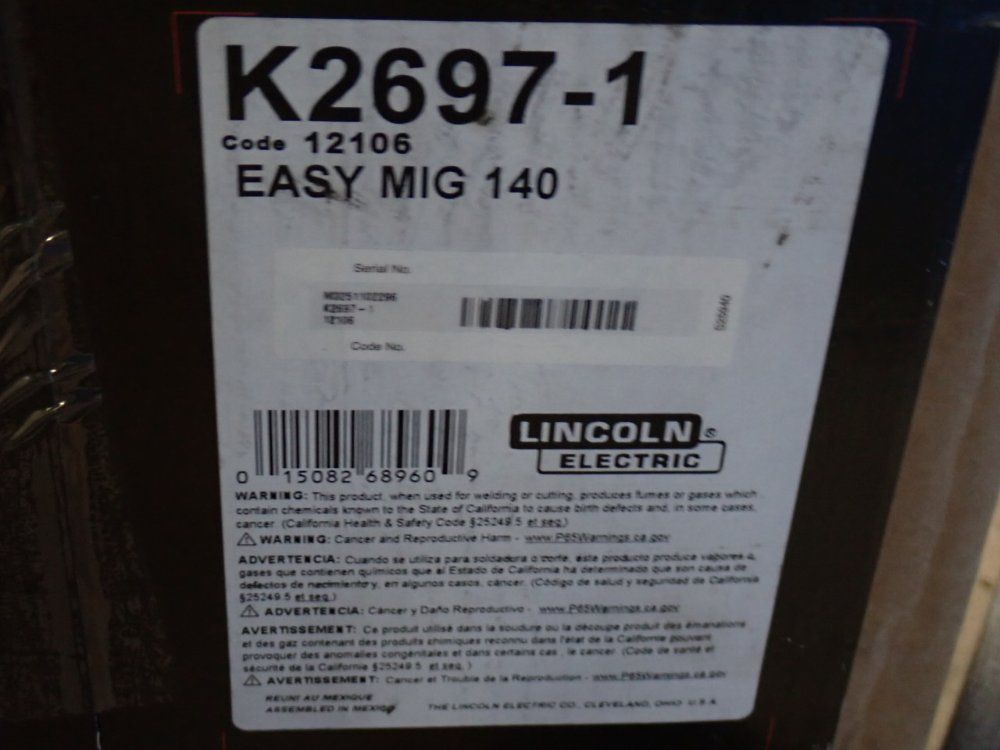 K2697-1
Code 12106
EASY MIG 140
Serial No.
K2697-1
12106
Code No.
0 15082 68960 9
LINCOLN ®
ELECTRIC
WARNING: This product, when used for welding or cutting, produces fumes or gases which
contain chemicals known to the State of California to cause birth defects and, in some cases,
cancer. (California Health & Safety Code §25249.5 et seq.)
⚠ WARNING: Cancer and Reproductive Harm - www.P65Warnings.ca.gov
ADVERTENCIA: Cuando se utiliza para soldadura o corte, este producto produce vapores o
gases que contienen químicos que el Estado de California ha determinado que son causa de
defectos de nacimiento y, en algunos casos, cáncer. (Código de salud y seguridad de California
§25249.5 et seq.)
⚠ ADVERTENCIA: Cáncer y Daño Reproductivo - www.P65Warnings.ca.gov
AVERTISSEMENT: Ce produit utilisé dans la soudure ou la découpe produit des émanations
et des gaz contenant des produits chimiques reconnu dans l'état de la Californie pouvant
provoquer des anomalies congénitales et dans certains cas , le cancer. (Code de santé et
sécurité de la California §25249.5 et seq.)
⚠ AVERTISSEMENT: Cancer et Trouble de la Reproduction - www.P65Warnings.ca.gov
REUNI AU MEXIQUE
ASSEMBLED IN MEXICO THE LINCOLN ELECTRIC CO., CLEVELAND, OHIO U.S.A.